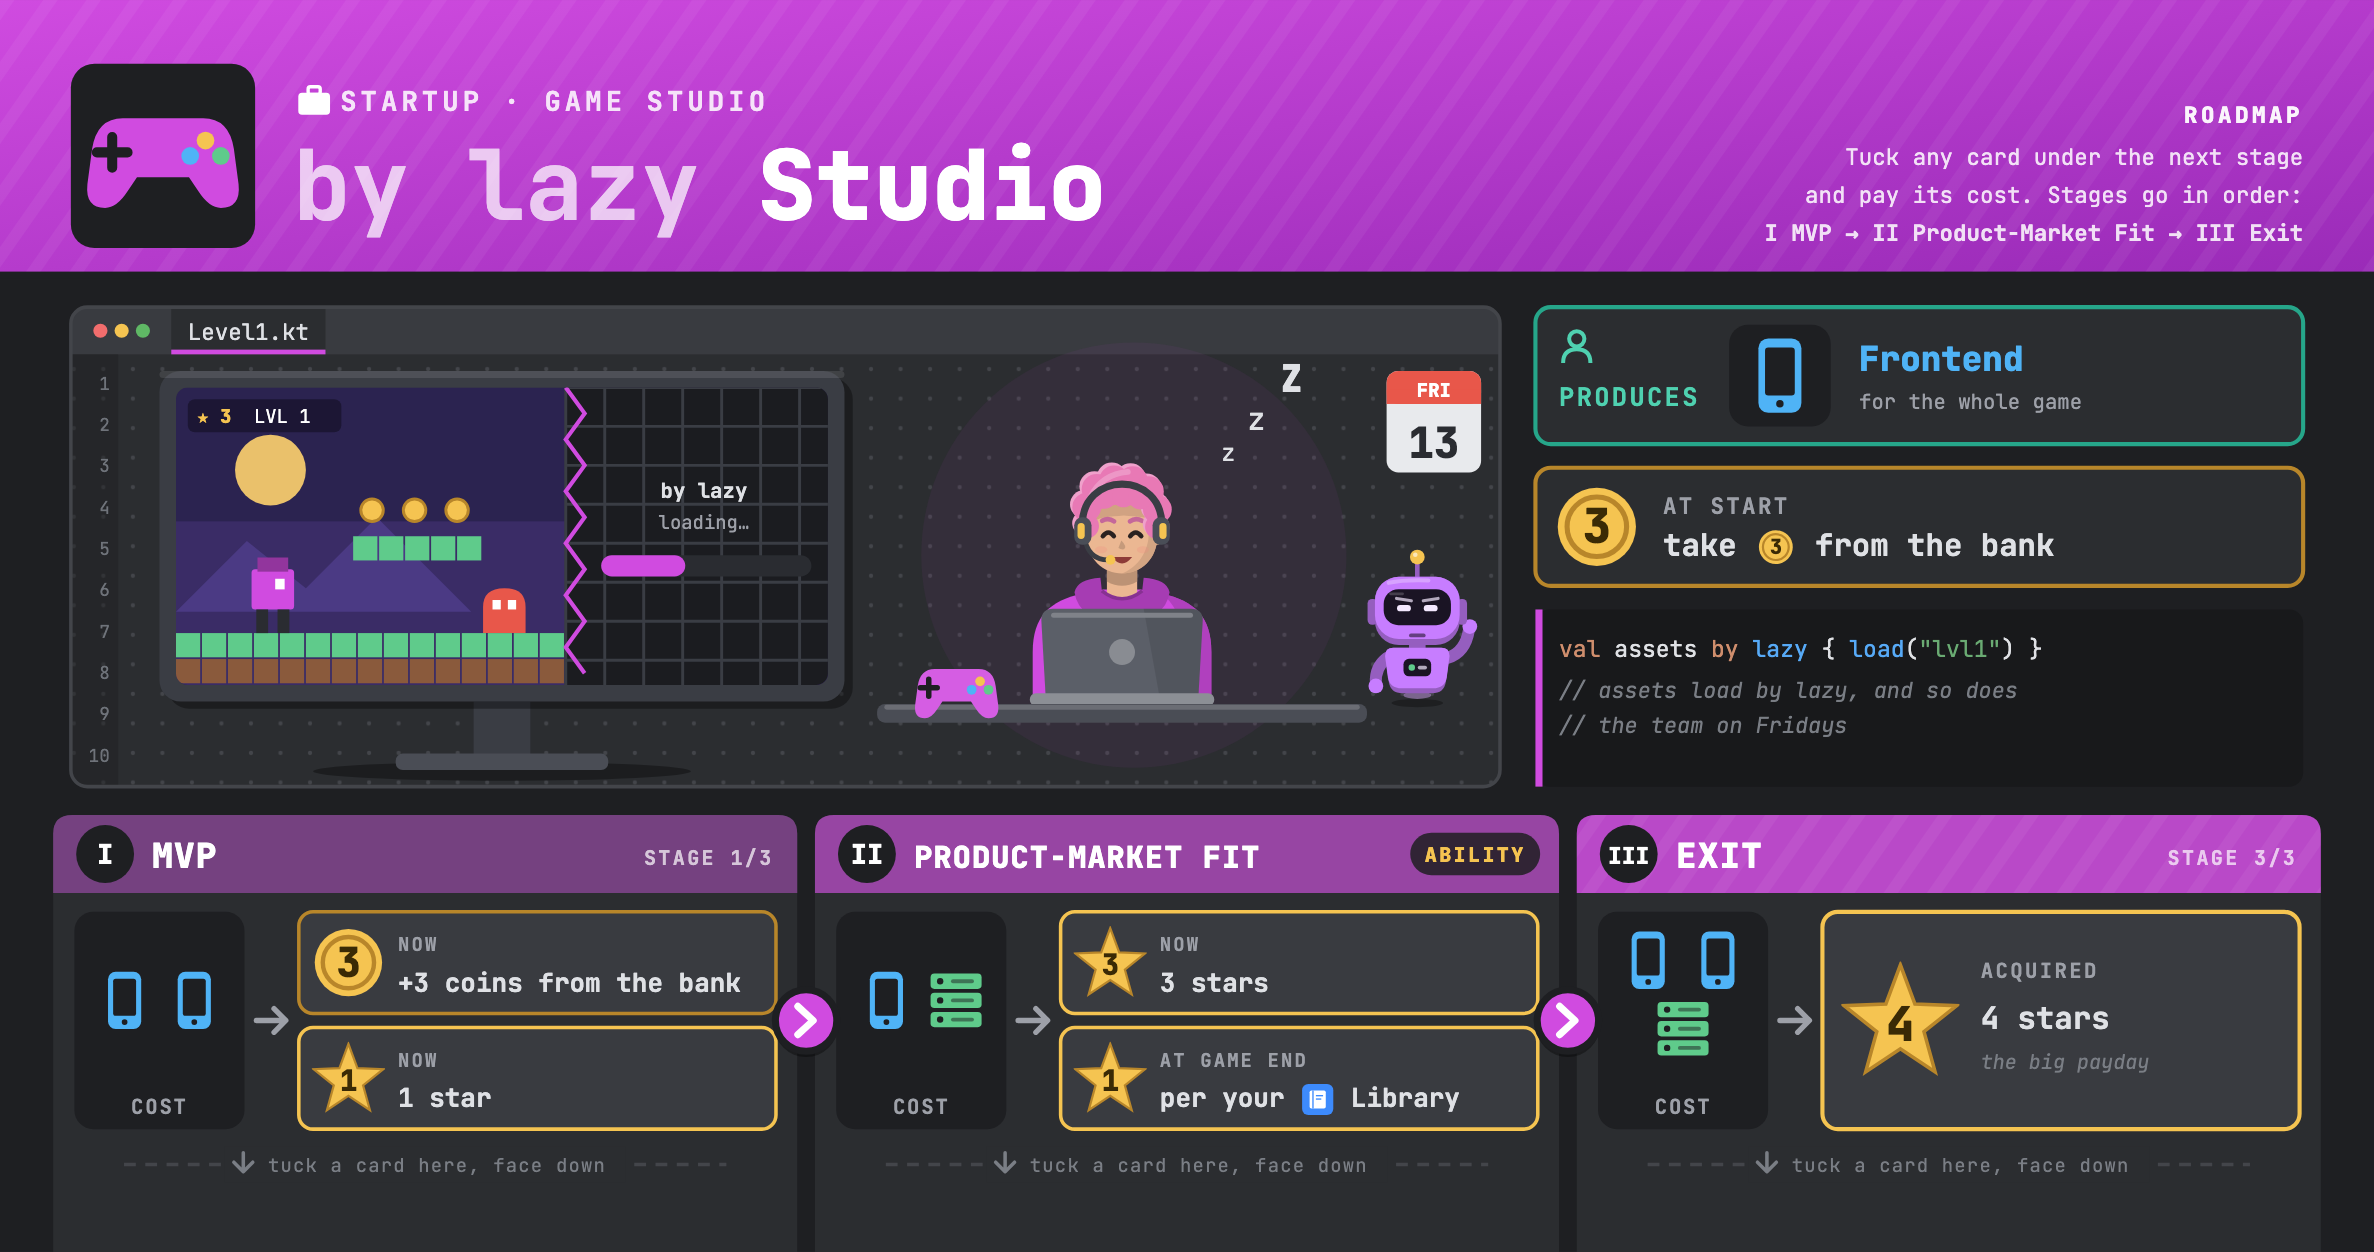 STARTUP · GAME STUDIO
by lazy Studio
ROADMAP
Tuck any card under the next stage
and pay its cost. Stages go in order:
I MVP → II Product-Market Fit → III Exit
Level1.kt
1
2
3
4
5
6
7
8
9
10
★ 3 LVL 1
by lazy
loading…
z
z
Z
FRI
13
PRODUCES
Frontend
for the whole game
3
AT START
take 3 from the bank
val assets by lazy { load("lvl1") }
// assets load by lazy, and so does
// the team on Fridays
I MVP
STAGE 1/3
COST
3
NOW
+3 coins from the bank
1
NOW
1 star
tuck a card here, face down
II PRODUCT-MARKET FIT
ABILITY
COST
3
NOW
3 stars
1
AT GAME END
per your Library
tuck a card here, face down
III EXIT
STAGE 3/3
COST
4
ACQUIRED
4 stars
the big payday
tuck a card here, face down